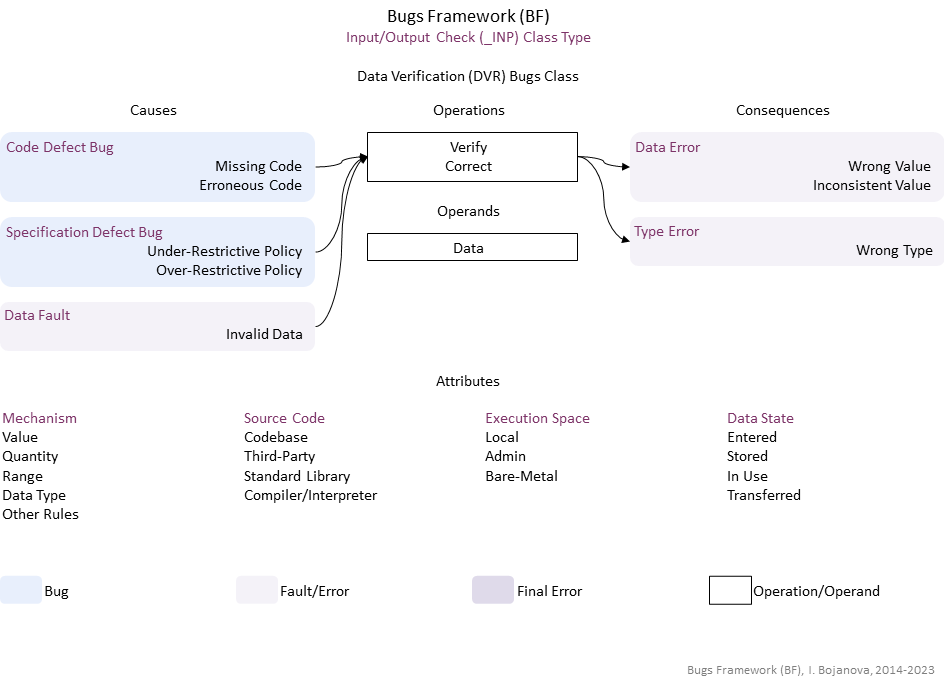 Bugs Framework (BF)
Input/Output Check (_INP) Class Type
Data Verification (DVR) Bugs Class
Causes
Operations
Consequences
Code Defect Bug
Missing Code
Erroneous Code
Specification Defect Bug
Under-Restrictive Policy
Over-Restrictive Policy
Data Fault
Invalid Data
Verify
Correct
Operands
Data
Data Error
Wrong Value
Inconsistent Value
Type Error
Wrong Type
Attributes
Mechanism
Value
Quantity
Range
Data Type
Other Rules
Source Code
Codebase
Third-Party
Standard Library
Compiler/Interpreter
Execution Space
Local
Admin
Bare-Metal
Data State
Entered
Stored
In Use
Transferred
Bug
Fault/Error
Final Error
Operation/Operand
Bugs Framework (BF), I. Bojanova, 2014-2023